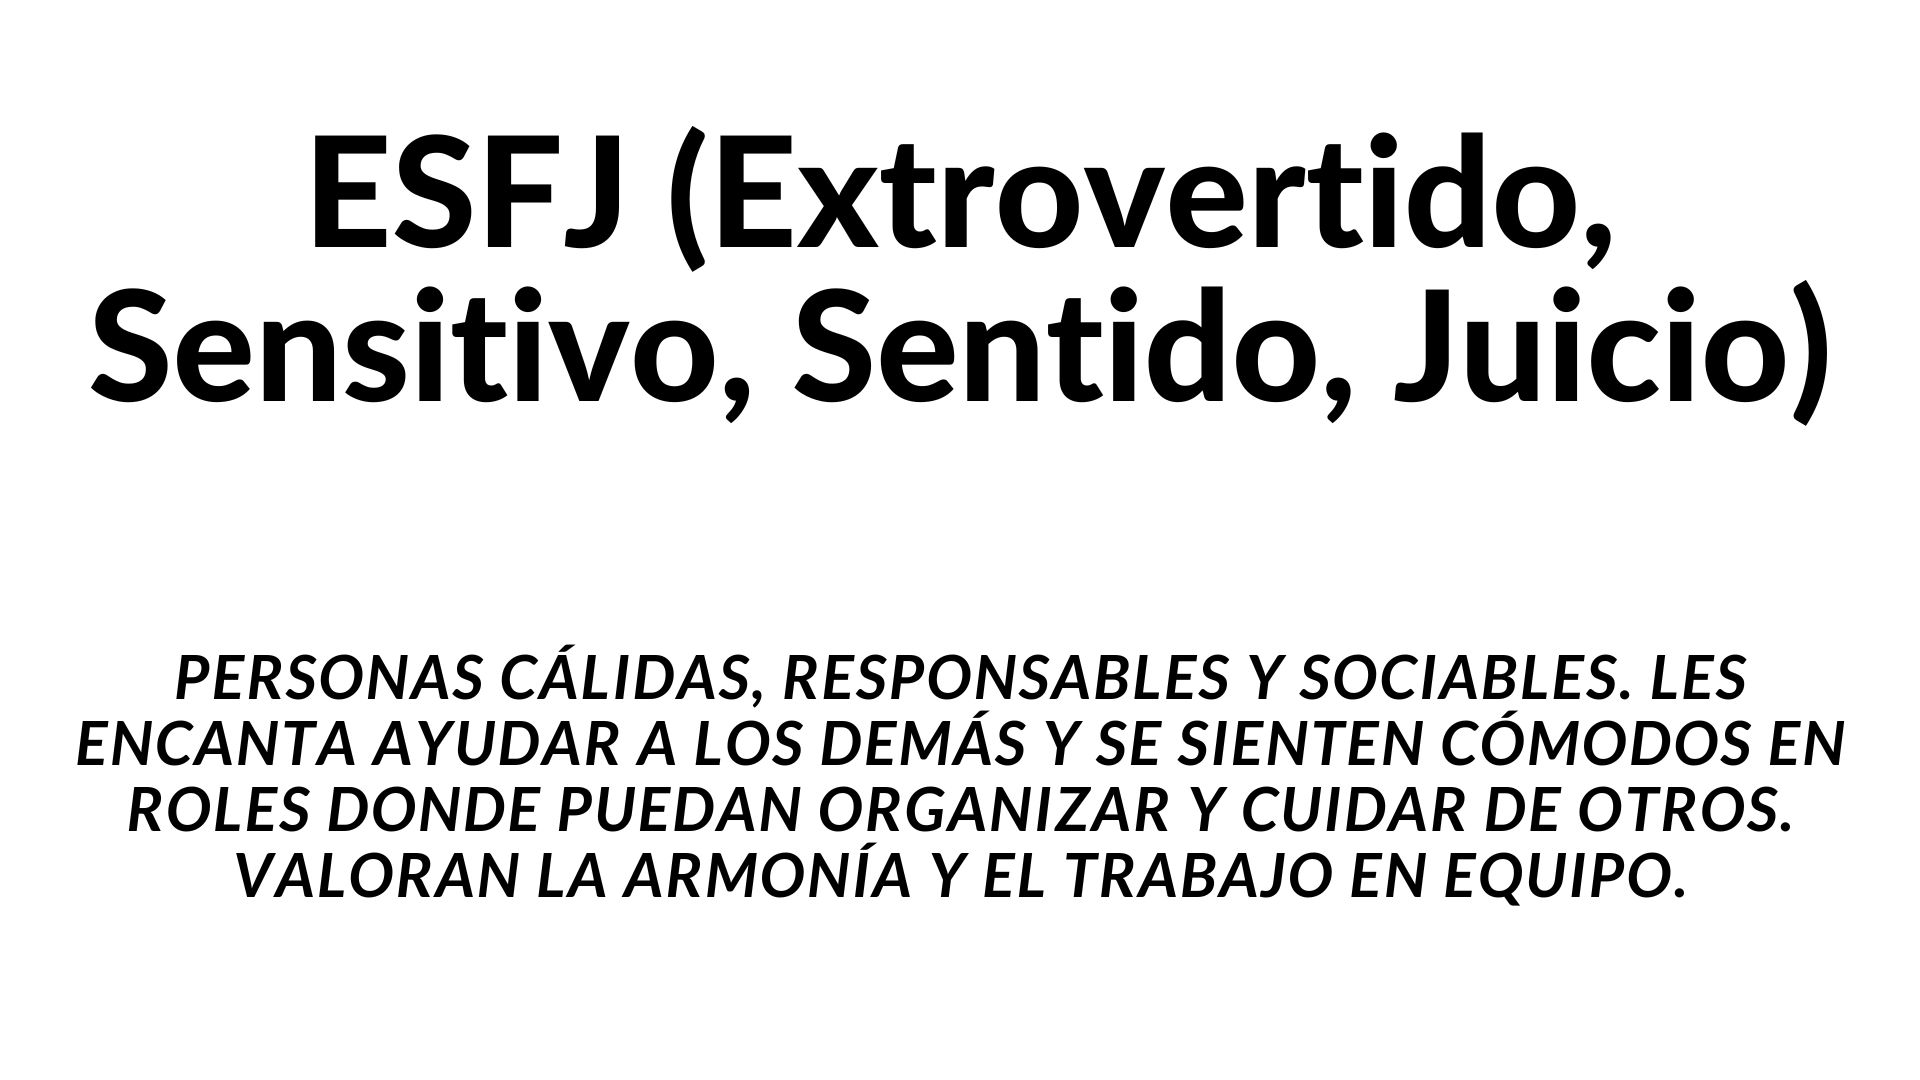 ESFJ (Extrovertido,
Sensitivo, Sentido, Juicio)
PERSONAS CÁLIDAS, RESPONSABLES Y SOCIABLES. LES
ENCANTA AYUDAR A LOS DEMÁS Y SE SIENTEN CÓMODOS EN
ROLES DONDE PUEDAN ORGANIZAR Y CUIDAR DE OTROS.
VALORAN LA ARMONÍA Y EL TRABAJO EN EQUIPO.